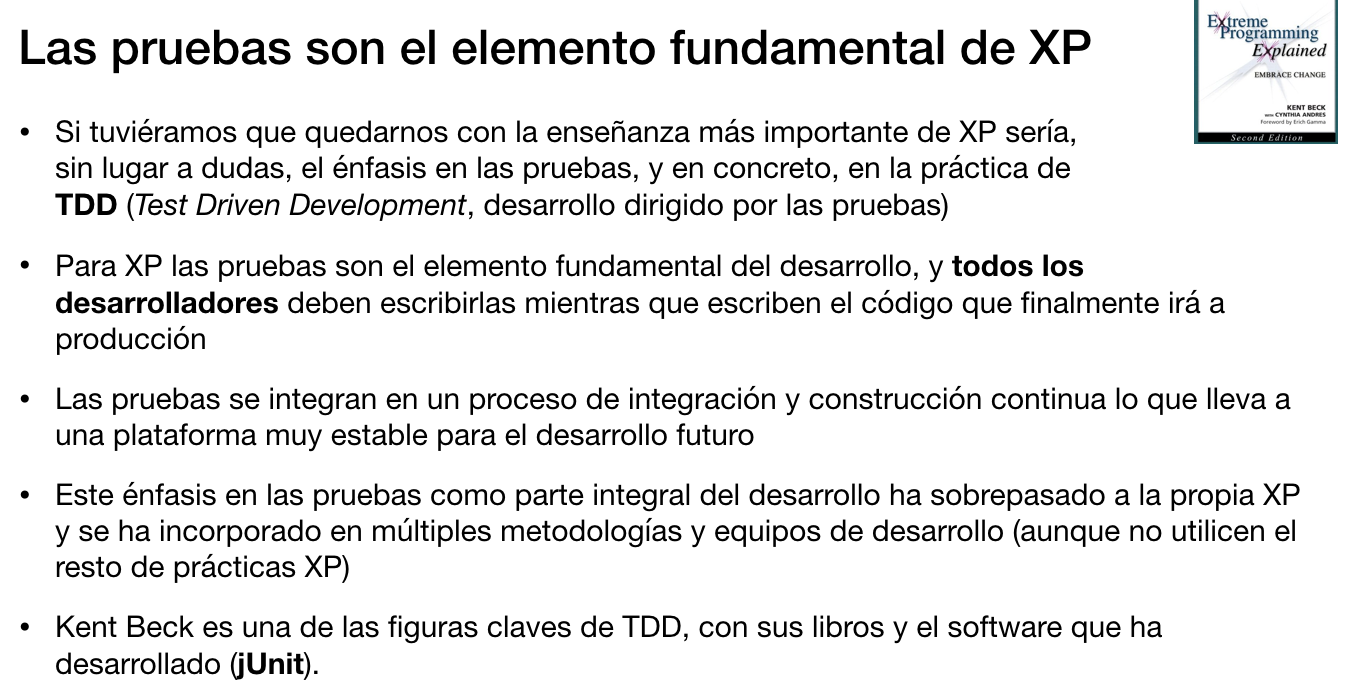 Las pruebas son el elemento fundamental de XP
Extreme
Programming
Explained
EMBRACE CHANGE
KENT BECK
WITH CYNTHIA ANDRES
Foreword by Erich Gamma
Second Edition
• Si tuviéramos que quedarnos con la enseñanza más importante de XP sería,
sin lugar a dudas, el énfasis en las pruebas, y en concreto, en la práctica de
TDD (Test Driven Development, desarrollo dirigido por las pruebas)
• Para XP las pruebas son el elemento fundamental del desarrollo, y todos los
desarrolladores deben escribirlas mientras que escriben el código que finalmente irá a
producción
• Las pruebas se integran en un proceso de integración y construcción continua lo que lleva a
una plataforma muy estable para el desarrollo futuro
• Este énfasis en las pruebas como parte integral del desarrollo ha sobrepasado a la propia XP
y se ha incorporado en múltiples metodologías y equipos de desarrollo (aunque no utilicen el
resto de prácticas XP)
• Kent Beck es una de las figuras claves de TDD, con sus libros y el software que ha
desarrollado (jUnit).